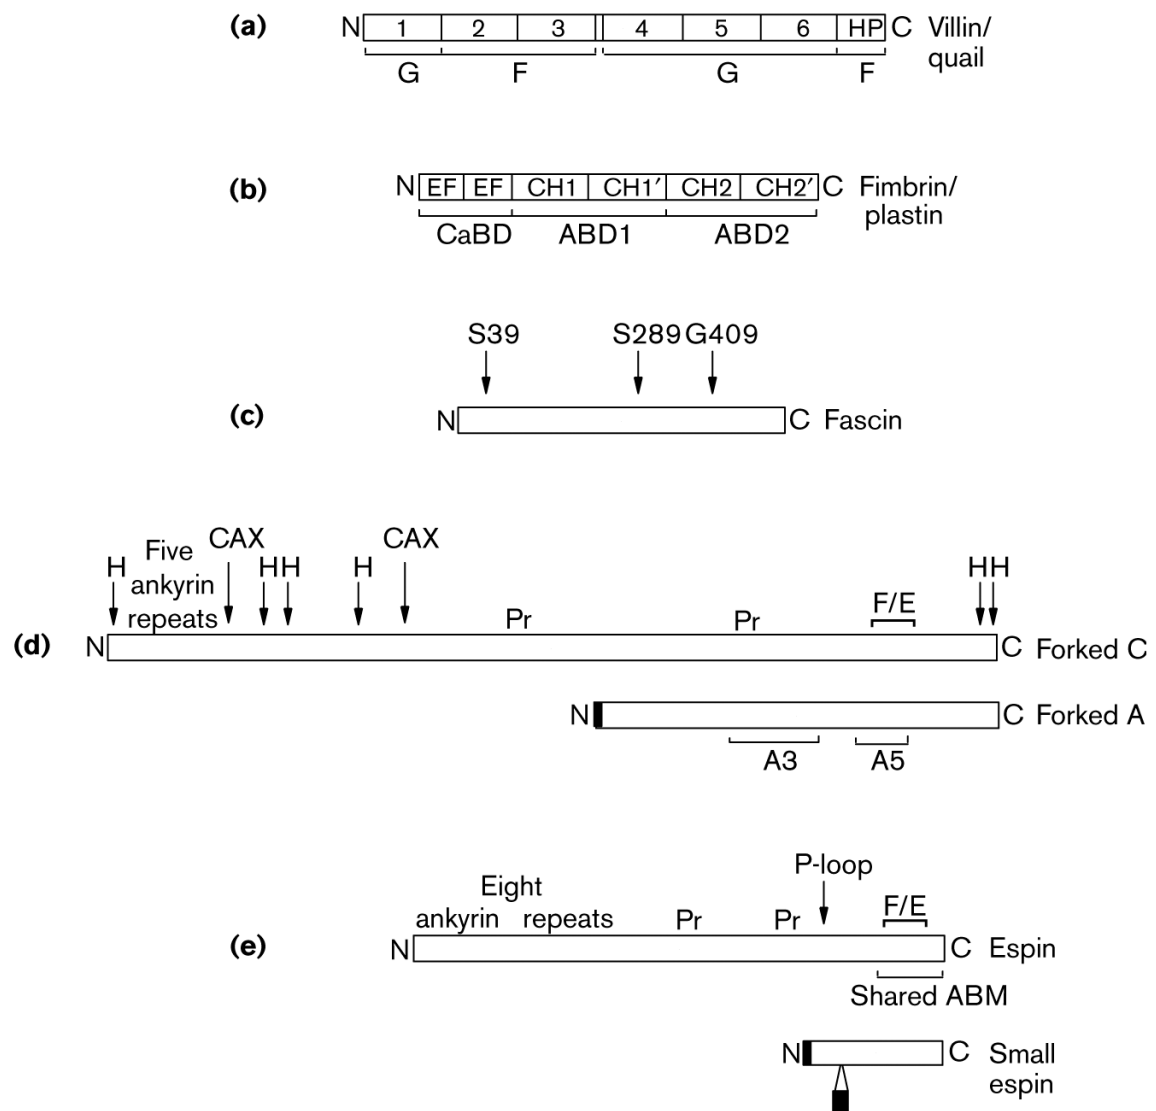 (a) N 1 2 3 4 5 6 HP C Villin/
quail
G F G F
(b) N EF EF CH1 CH1′ CH2 CH2′ C Fimbrin/
plastin
CaBD ABD1 ABD2
S39 S289 G409
(c) N C Fascin
H Five ankyrin repeats CAX H H H CAX Pr Pr F/E H H
(d) N C Forked C
N C Forked A
A3 A5
P-loop
Eight
ankyrin repeats Pr Pr F/E
(e) N C Espin
Shared ABM
N C Small
espin